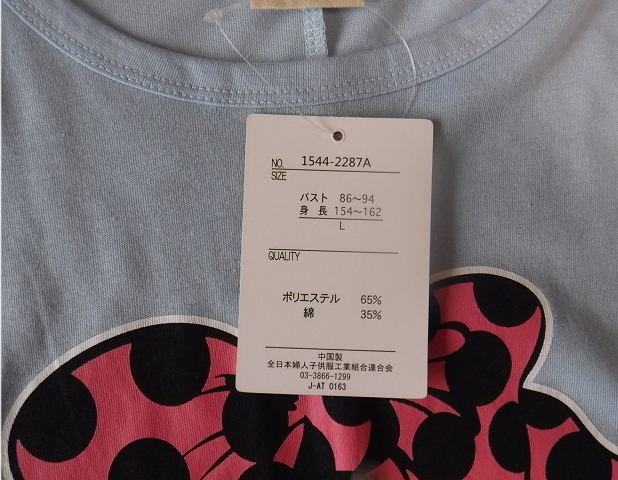 NO. 1544-2287A
SIZE
バスト 86～94
身長 154～162
L
QUALITY
ポリエステル 65%
綿 35%
中国製
全日本婦人子供服工業組合連合会
03-3866-1299
J-AT 0163